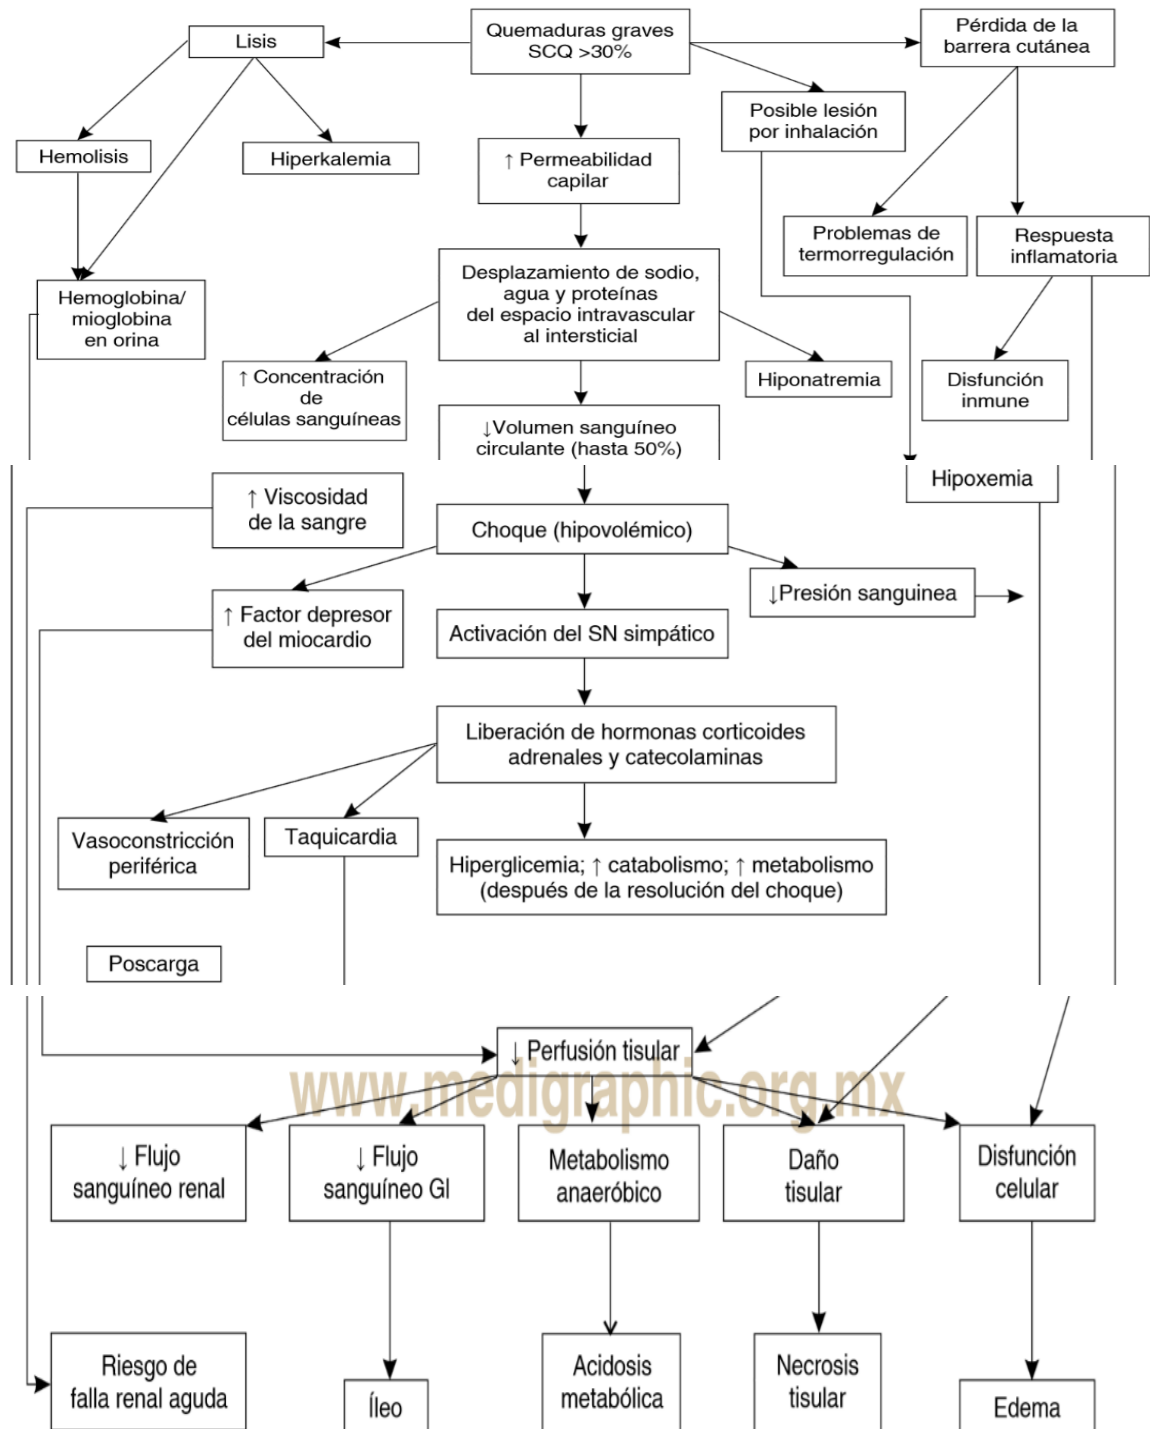 Quemaduras graves
SCQ >30%
Lisis
Pérdida de la
barrera cutánea
Posible lesión
por inhalación
Hemolisis
Hiperkalemia
↑ Permeabilidad
capilar
Problemas de
termorregulación
Respuesta
inflamatoria
Hemoglobina/
mioglobina
en orina
Desplazamiento de sodio,
agua y proteínas
del espacio intravascular
al intersticial
↑ Concentración
de
células sanguíneas
Hiponatremia
Disfunción
inmune
↓Volumen sanguíneo
circulante (hasta 50%)
Hipoxemia
↑ Viscosidad
de la sangre
Choque (hipovolémico)
↓Presión sanguinea
↑ Factor depresor
del miocardio
Activación del SN simpático
Liberación de hormonas corticoides
adrenales y catecolaminas
Vasoconstricción
periférica
Taquicardia
Hiperglicemia; ↑ catabolismo; ↑ metabolismo
(después de la resolución del choque)
Poscarga
↓ Perfusión tisular
www.medigraphic.org.mx
↓ Flujo
sanguíneo renal
↓ Flujo
sanguíneo GI
Metabolismo
anaeróbico
Daño
tisular
Disfunción
celular
Riesgo de
falla renal aguda
Íleo
Acidosis
metabólica
Necrosis
tisular
Edema